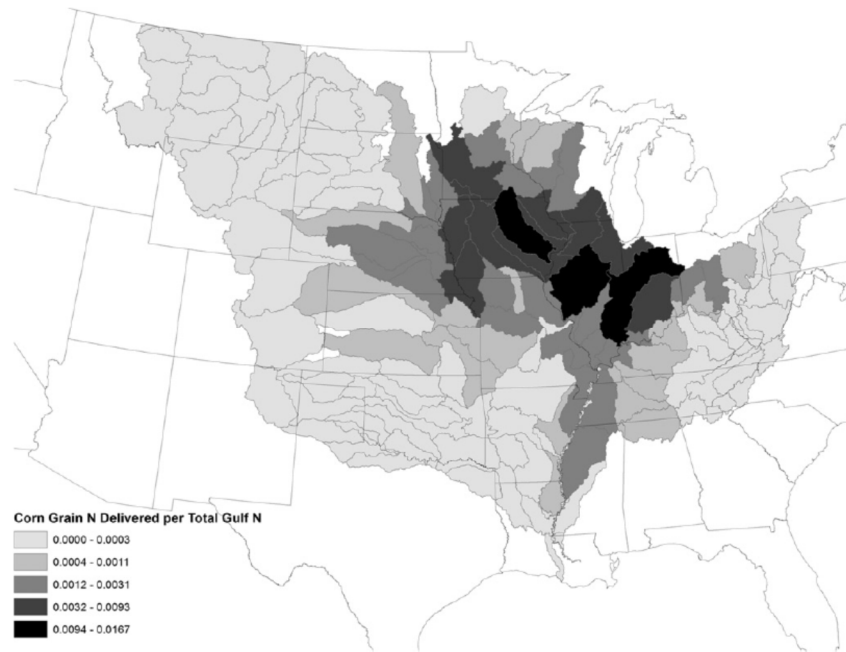 Corn Grain N Delivered per Total Gulf N
0.0000 - 0.0003
0.0004 - 0.0011
0.0012 - 0.0031
0.0032 - 0.0093
0.0094 - 0.0167